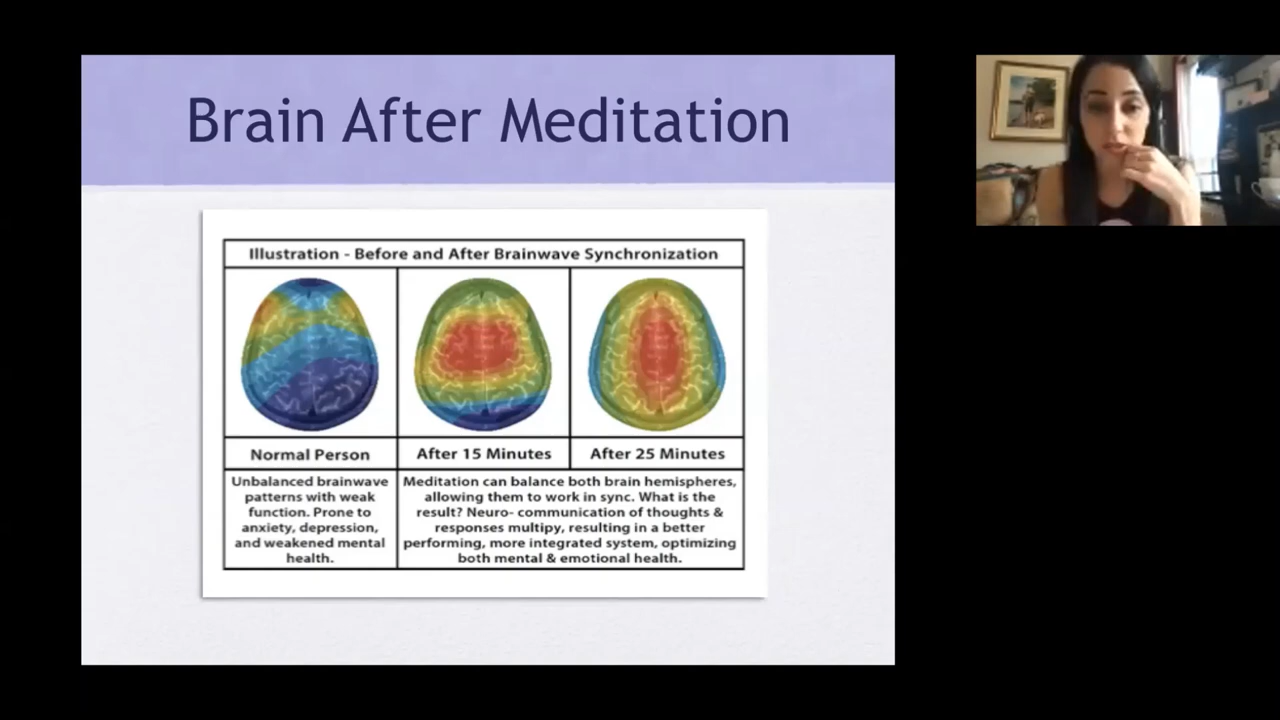 Brain After Meditation
Illustration - Before and After Brainwave Synchronization
Normal Person
After 15 Minutes
After 25 Minutes
Unbalanced brainwave
patterns with weak
function. Prone to
anxiety, depression,
and weakened mental
health.
Meditation can balance both brain hemispheres,
allowing them to work in sync. What is the
result? Neuro- communication of thoughts &
responses multipy, resulting in a better
performing, more integrated system, optimizing
both mental & emotional health.